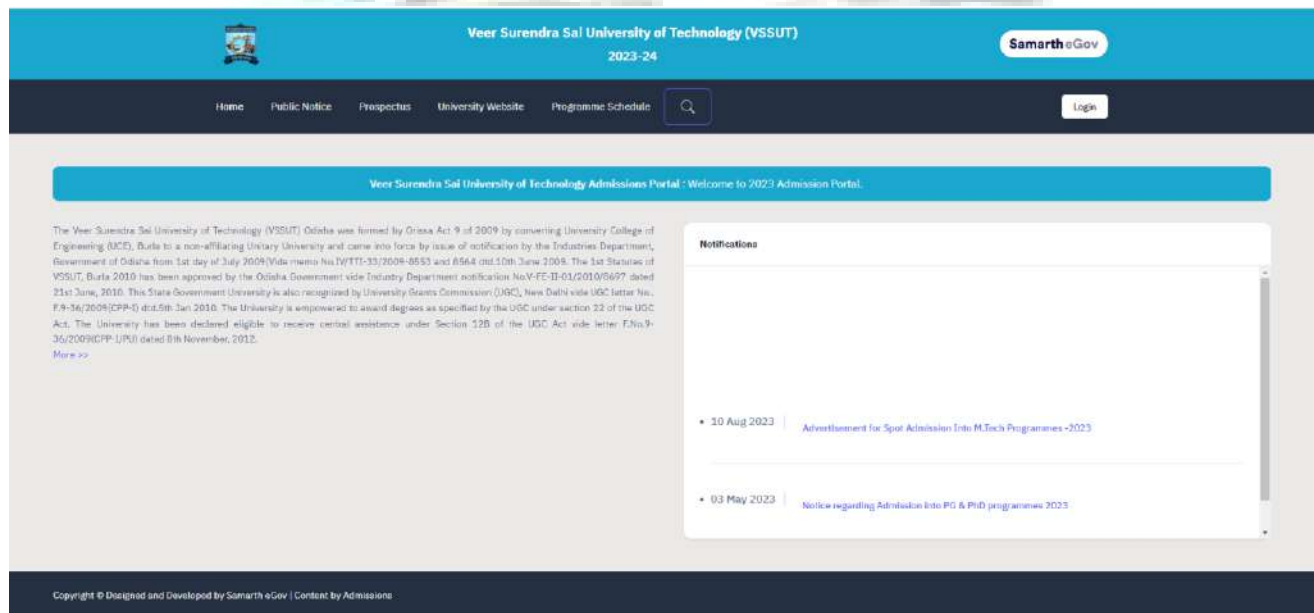 Veer Surendra Sai University of Technology (VSSUT)
2023-24
Samarth eGov
Home Public Notice Prospectus University Website Programme Schedule
Login
Veer Surendra Sai University of Technology Admissions Portal : Welcome to 2023 Admission Portal.
The Veer Surendra Sai University of Technology (VSSUT) Odisha was formed by Orissa Act 9 of 2009 by converting University College of
Engineering (UCE), Burla to a non-affiliating Unitary University and came into force by issue of notification by the Industries Department,
Government of Odisha from 1st day of July 2009(Vide memo No.IV/TTI-33/2009-8553 and 8564 dtd.10th June 2009. The 1st Statutes of
VSSUT, Burla 2010 has been approved by the Odisha Government vide Industry Department notification No.V-FE-II-01/2010/8697 dated
21st June, 2010. This State Government University is also recognized by University Grants Commission (UGC), New Delhi vide UGC letter No..
F.9-36/2009(CPP-I) dtd.5th Jan 2010. The University is empowered to award degrees as specified by the UGC under section 22 of the UGC
Act. The University has been declared eligible to receive central assistance under Section 12B of the UGC Act vide letter F.No.9-
36/2009(CPP-I/PU) dated 8th November, 2012.
More >>
Notifications
• 10 Aug 2023 Advertisement for Spot Admission Into M.Tech Programmes -2023
• 03 May 2023 Notice regarding Admission into PG & PhD programmes 2023
Copyright © Designed and Developed by Samarth eGov | Content by Admissions